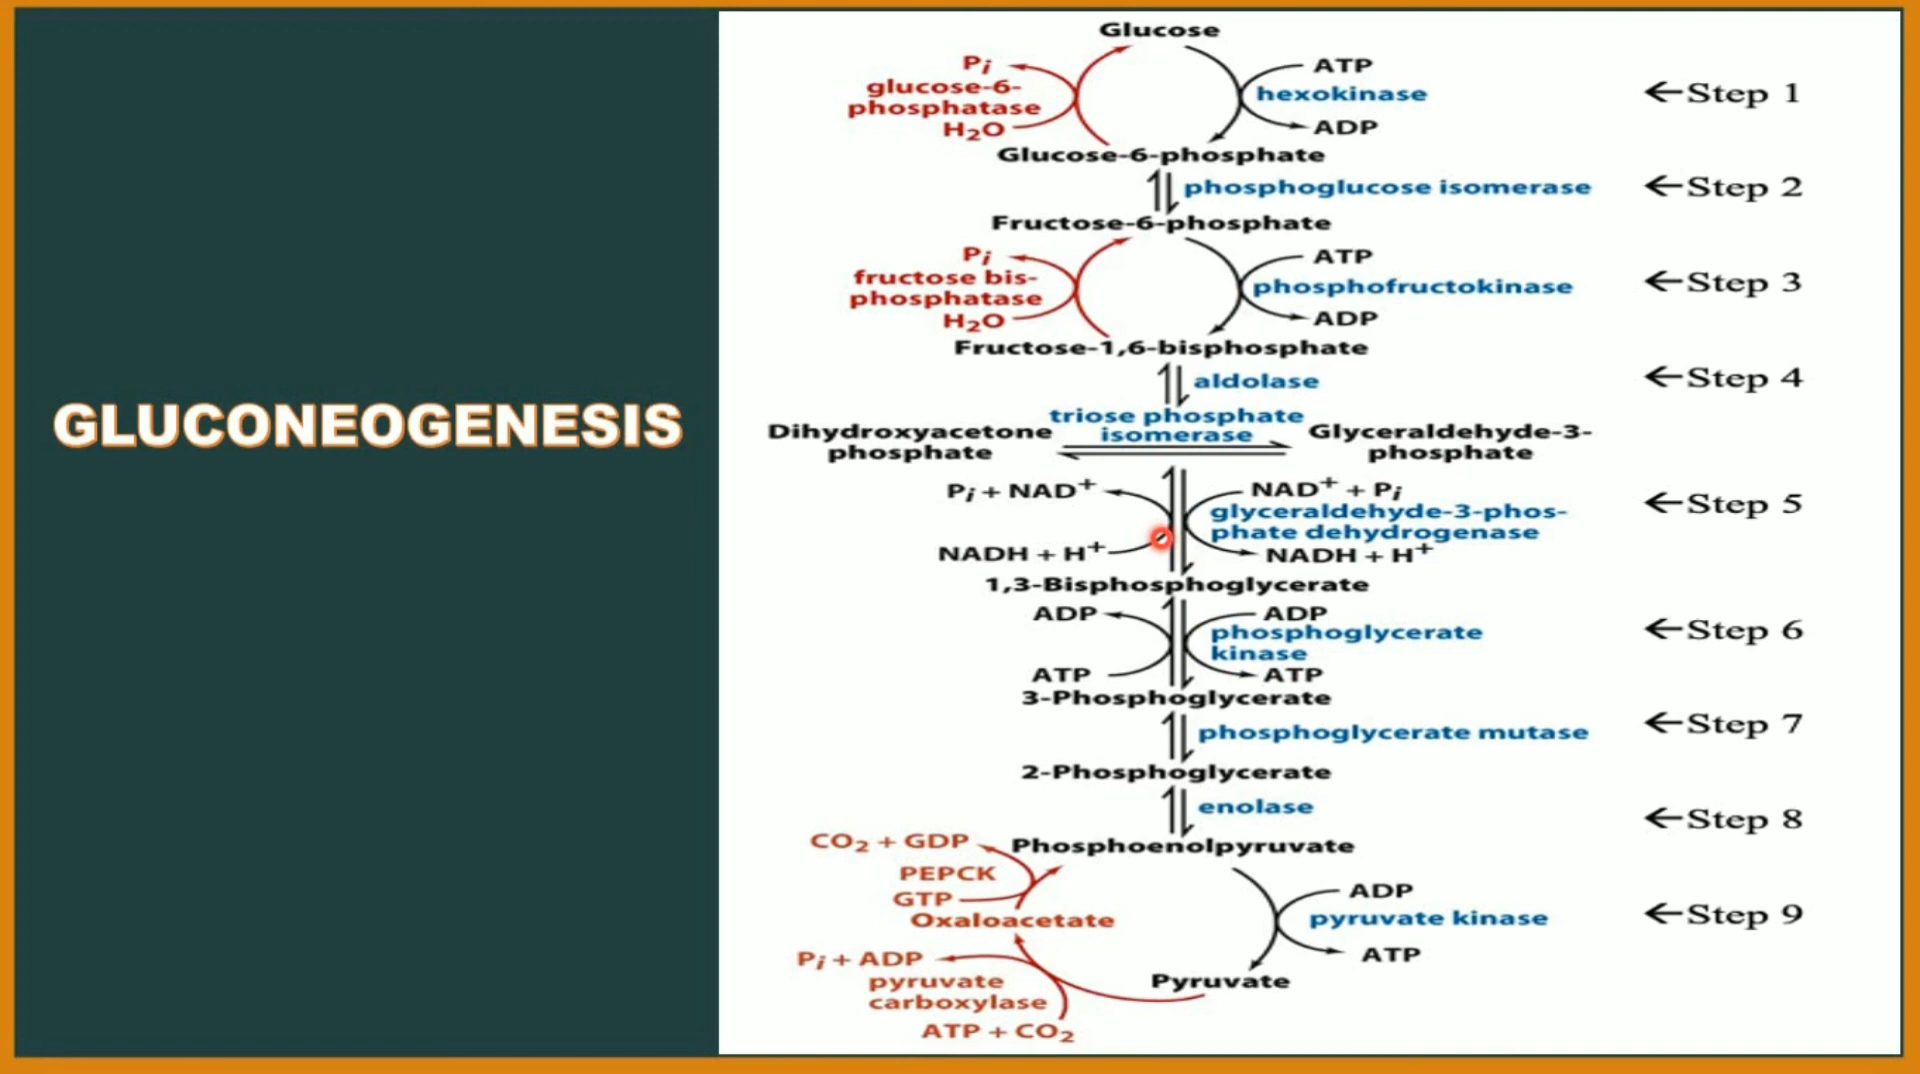 GLUCONEOGENESIS
Glucose
Pi
ATP
glucose-6-
phosphatase
hexokinase
←Step 1
H2O
ADP
Glucose-6-phosphate
phosphoglucose isomerase
←Step 2
Fructose-6-phosphate
Pi
ATP
fructose bis-
phosphatase
phosphofructokinase
←Step 3
H2O
ADP
Fructose-1,6-bisphosphate
aldolase
←Step 4
triose phosphate
isomerase
Dihydroxyacetone
phosphate
Glyceraldehyde-3-
phosphate
Pi + NAD+
NAD+ + Pi
glyceraldehyde-3-phos-
phate dehydrogenase
←Step 5
NADH + H+
NADH + H+
1,3-Bisphosphoglycerate
ADP
ADP
phosphoglycerate
kinase
←Step 6
ATP
ATP
3-Phosphoglycerate
phosphoglycerate mutase
←Step 7
2-Phosphoglycerate
enolase
←Step 8
CO2 + GDP
Phosphoenolpyruvate
PEPCK
GTP
ADP
Oxaloacetate
pyruvate kinase
←Step 9
Pi + ADP
ATP
pyruvate
carboxylase
Pyruvate
ATP + CO2